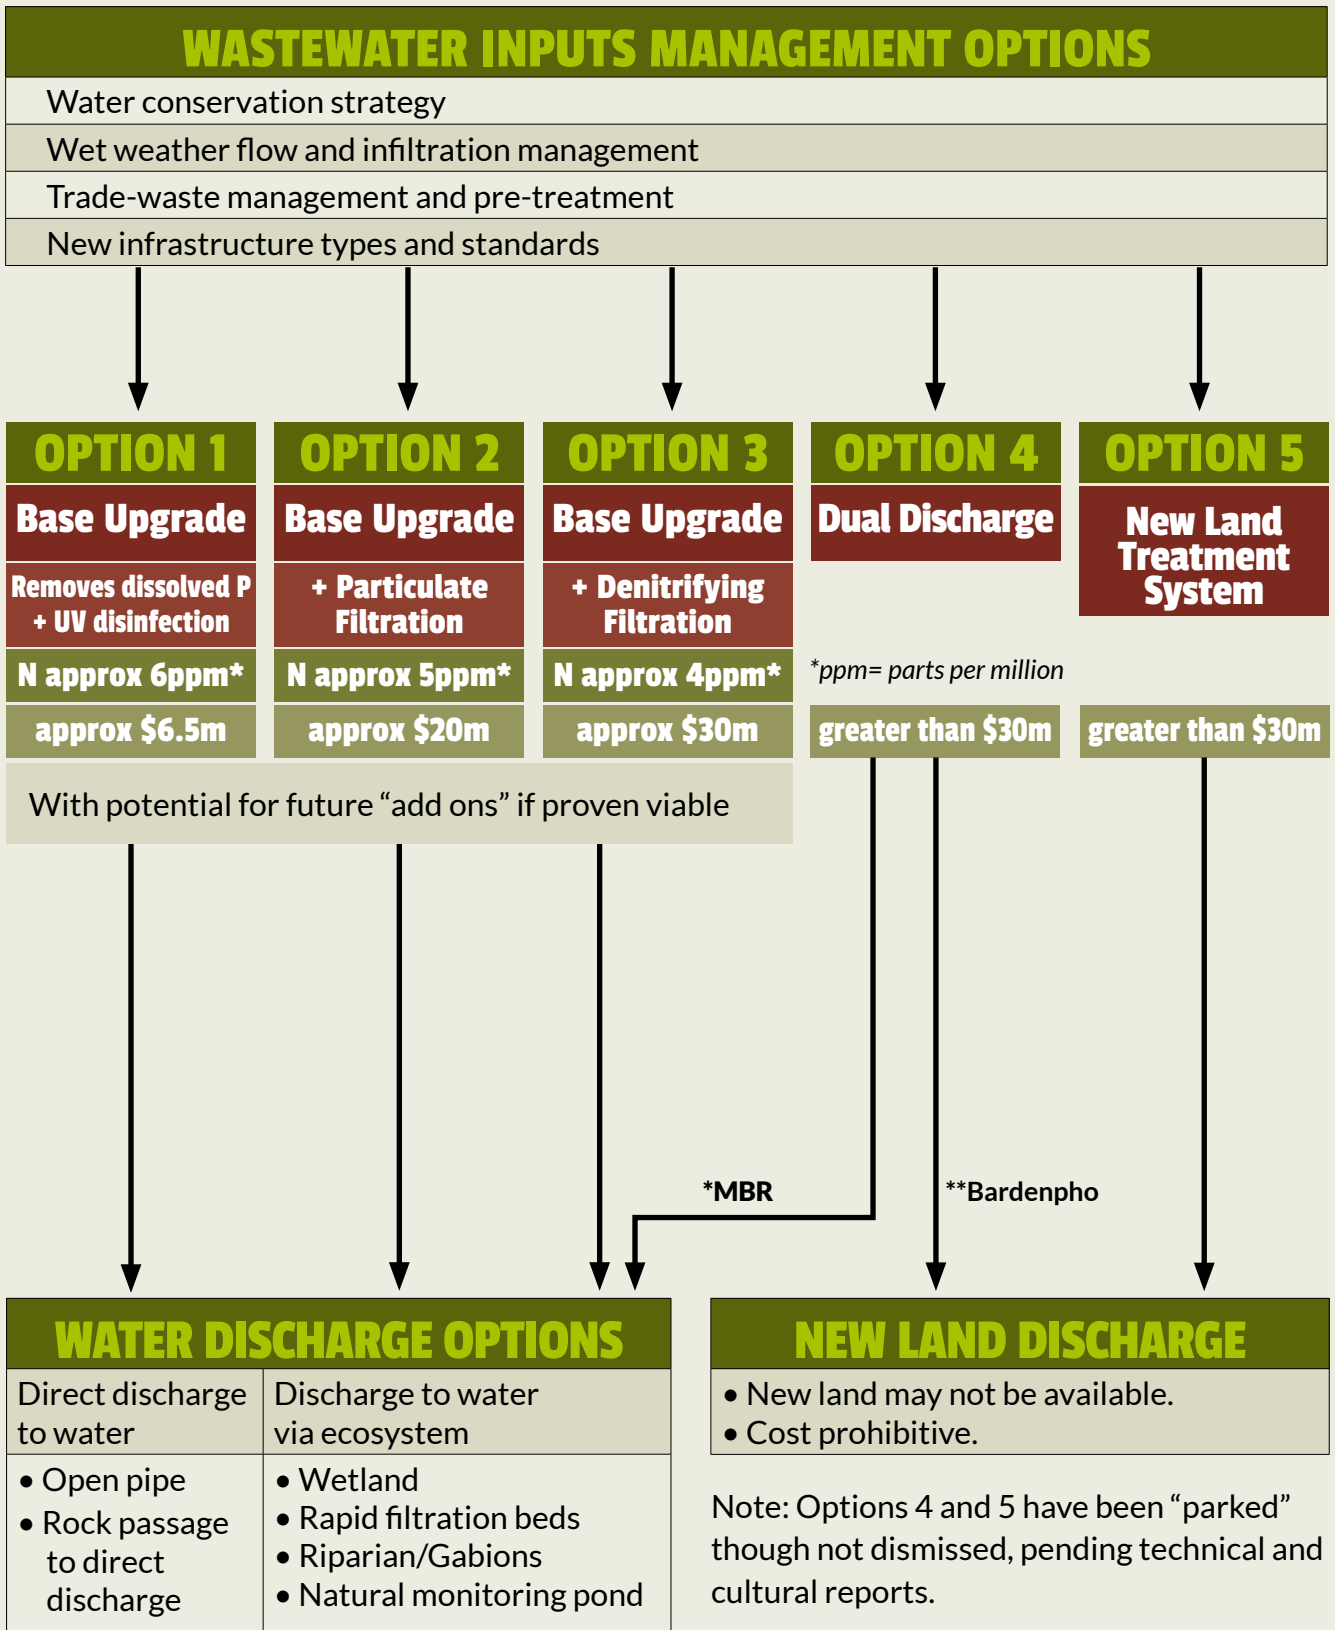 WASTEWATER INPUTS MANAGEMENT OPTIONS
Water conservation strategy
Wet weather flow and infiltration management
Trade-waste management and pre-treatment
New infrastructure types and standards
OPTION 1
Base Upgrade
Removes dissolved P
+ UV disinfection
N approx 6ppm*
approx $6.5m
OPTION 2
Base Upgrade
+ Particulate
Filtration
N approx 5ppm*
approx $20m
OPTION 3
Base Upgrade
+ Denitrifying
Filtration
N approx 4ppm*
approx $30m
OPTION 4
Dual Discharge
*ppm= parts per million
greater than $30m
OPTION 5
New Land
Treatment
System
greater than $30m
With potential for future “add ons” if proven viable
*MBR
**Bardenpho
WATER DISCHARGE OPTIONS
Direct discharge
to water
• Open pipe
• Rock passage
to direct
discharge
Discharge to water
via ecosystem
• Wetland
• Rapid filtration beds
• Riparian/Gabions
• Natural monitoring pond
NEW LAND DISCHARGE
• New land may not be available.
• Cost prohibitive.
Note: Options 4 and 5 have been “parked”
though not dismissed, pending technical and
cultural reports.